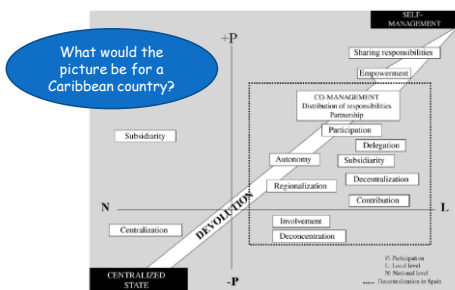 SELF-
MANAGEMENT
+P
What would the
picture be for a
Caribbean country?
Sharing responsibilities
Empowerment
CO-MANAGEMENT
Distribution of responsibilities
Partnership
Participation
Subsidiarity
Delegation
Autonomy
Subsidiarity
Regionalization
Decentralization
Contribution
DEVOLUTION
N
L
Centralization
Involvement
Deconcentration
P: Participation
L: Local level
N: National level
Decentralization in Spain
CENTRALIZED
STATE
-P